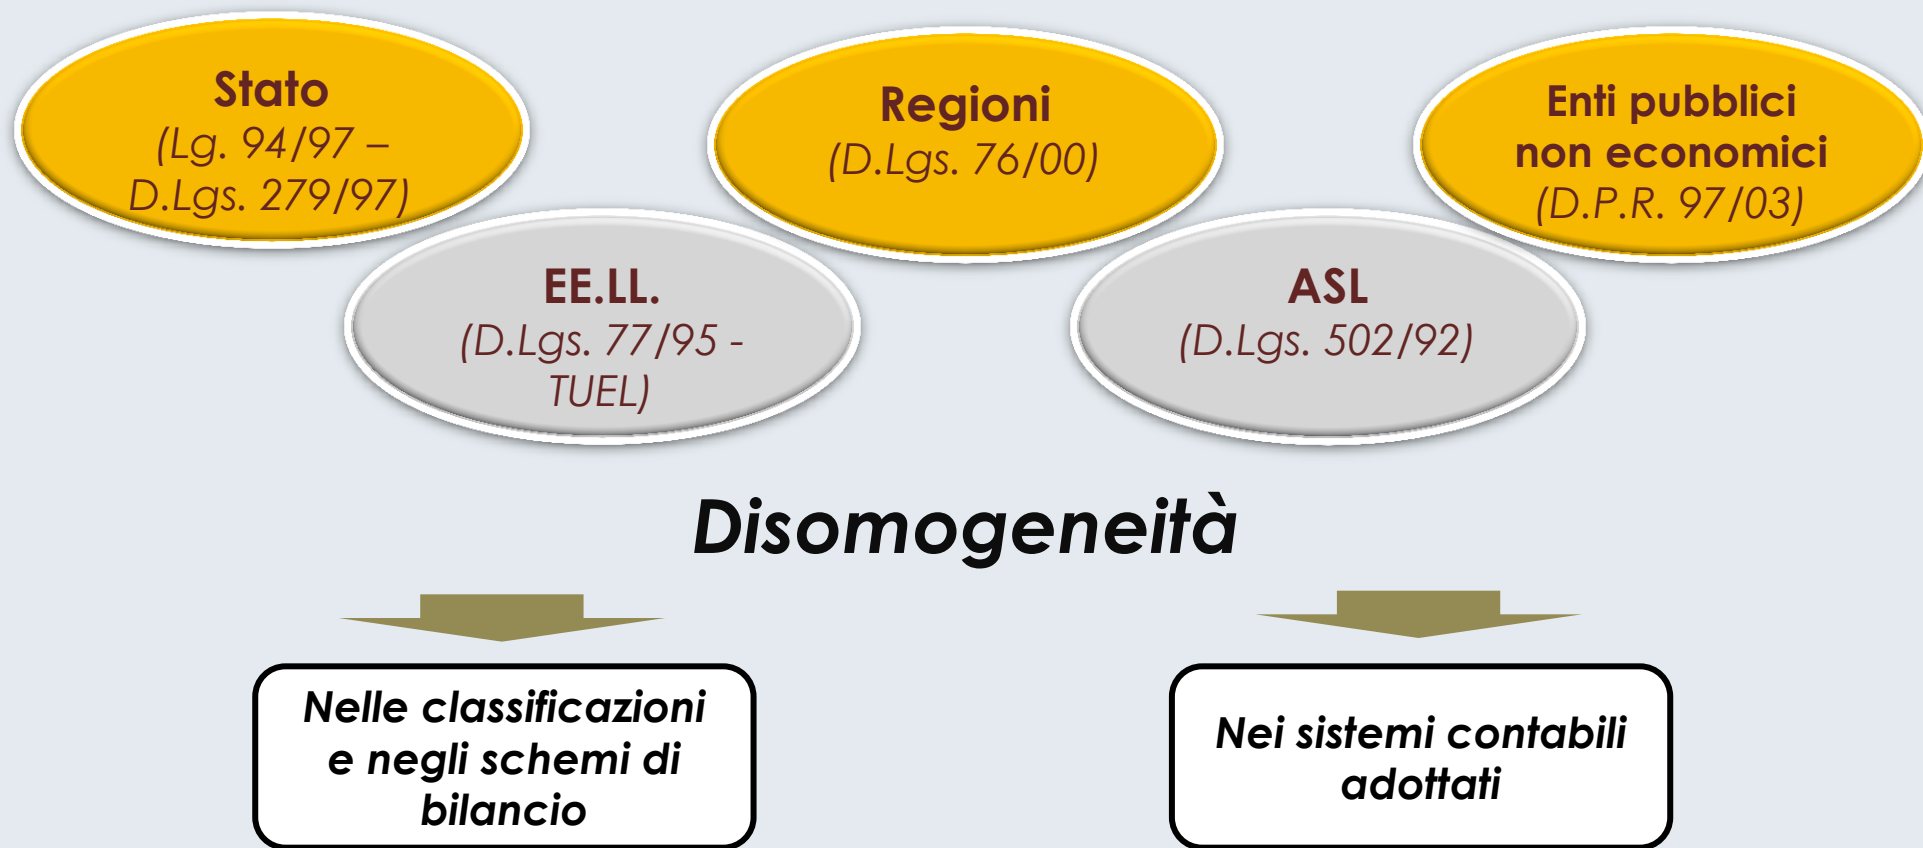 Stato
(Lg. 94/97 –
D.Lgs. 279/97)
Regioni
(D.Lgs. 76/00)
Enti pubblici
non economici
(D.P.R. 97/03)
EE.LL.
(D.Lgs. 77/95 -
TUEL)
ASL
(D.Lgs. 502/92)
Disomogeneità
Nelle classificazioni
e negli schemi di
bilancio
Nei sistemi contabili
adottati